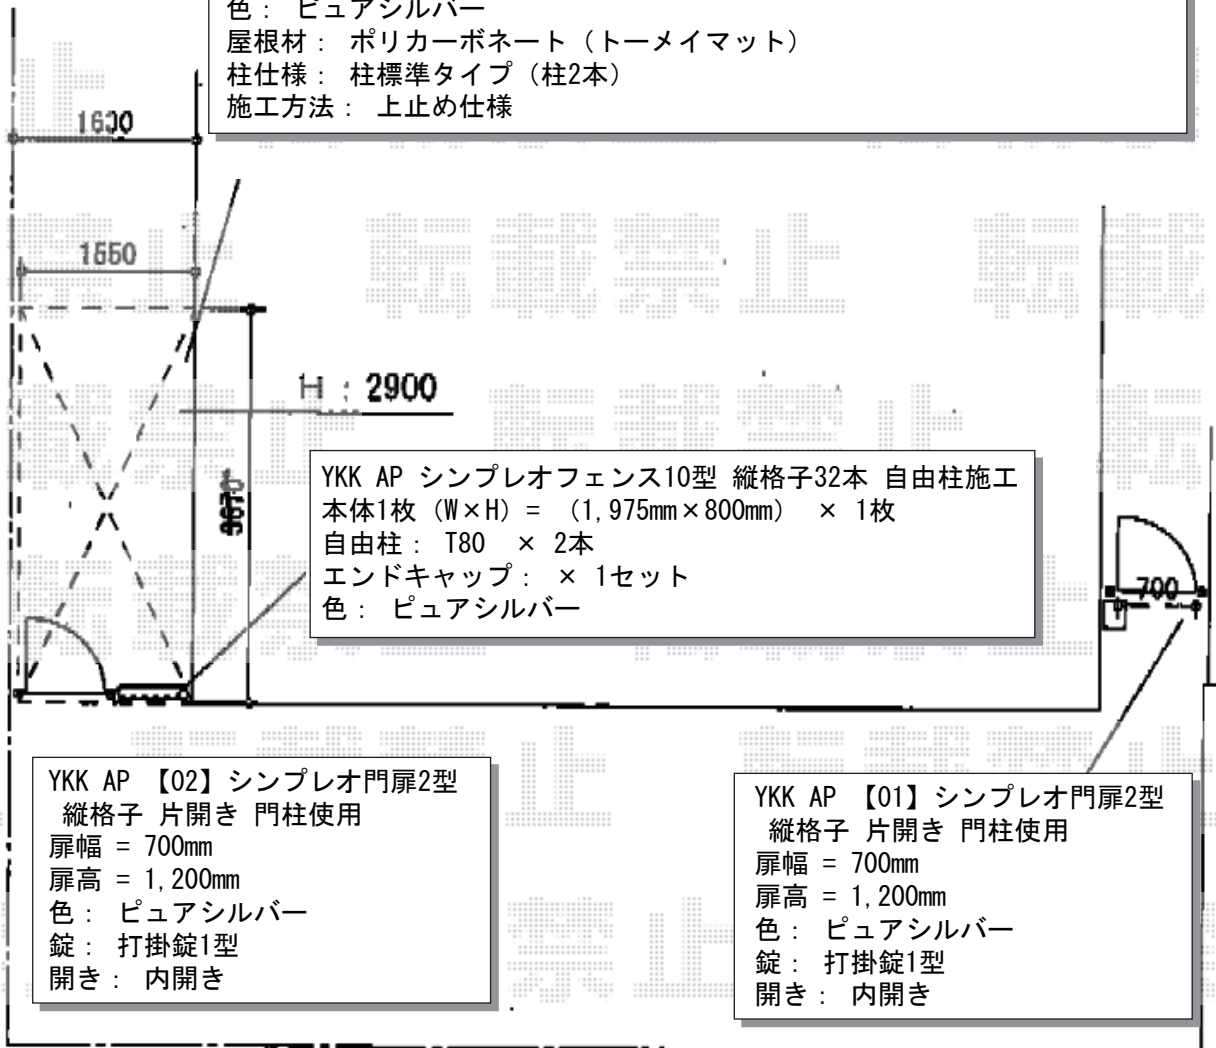 色： ピュアシルバー
屋根材： ポリカーボネート（トーメイマット）
柱仕様： 柱標準タイプ（柱2本）
施工方法： 上止め仕様
1600
1550
H：2900
YKK AP シンプレオフェンス10型 縦格子32本 自由柱施工
本体1枚（W×H）= （1,975mm×800mm） × 1枚
自由柱： T80 × 2本
エンドキャップ： × 1セット
色： ピュアシルバー
700
YKK AP 【02】シンプレオ門扉2型
縦格子 片開き 門柱使用
扉幅 = 700mm
扉高 = 1,200mm
色： ピュアシルバー
錠： 打掛錠1型
開き： 内開き
YKK AP 【01】シンプレオ門扉2型
縦格子 片開き 門柱使用
扉幅 = 700mm
扉高 = 1,200mm
色： ピュアシルバー
錠： 打掛錠1型
開き： 内開き
転載禁止